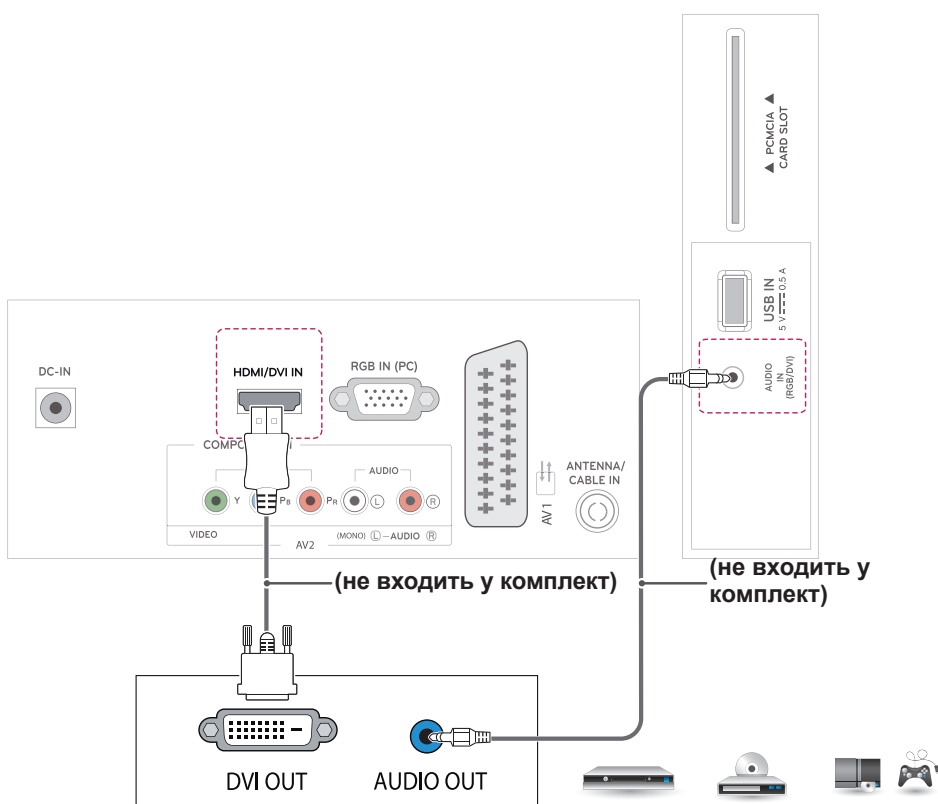 ▲ PCMCIA ▲
CARD SLOT
USB IN
5 V 0.5 A
AUDIO
IN
(RGB/DVI)
DC-IN
HDMI/DVI IN
RGB IN (PC)
AUDIO
Y
PB
PR
L
R
VIDEO
AV2
(MONO) L – AUDIO R
AV1
ANTENNA/
CABLE IN
(не входить у комплект)
(не входить у
комплект)
DVI OUT
AUDIO OUT